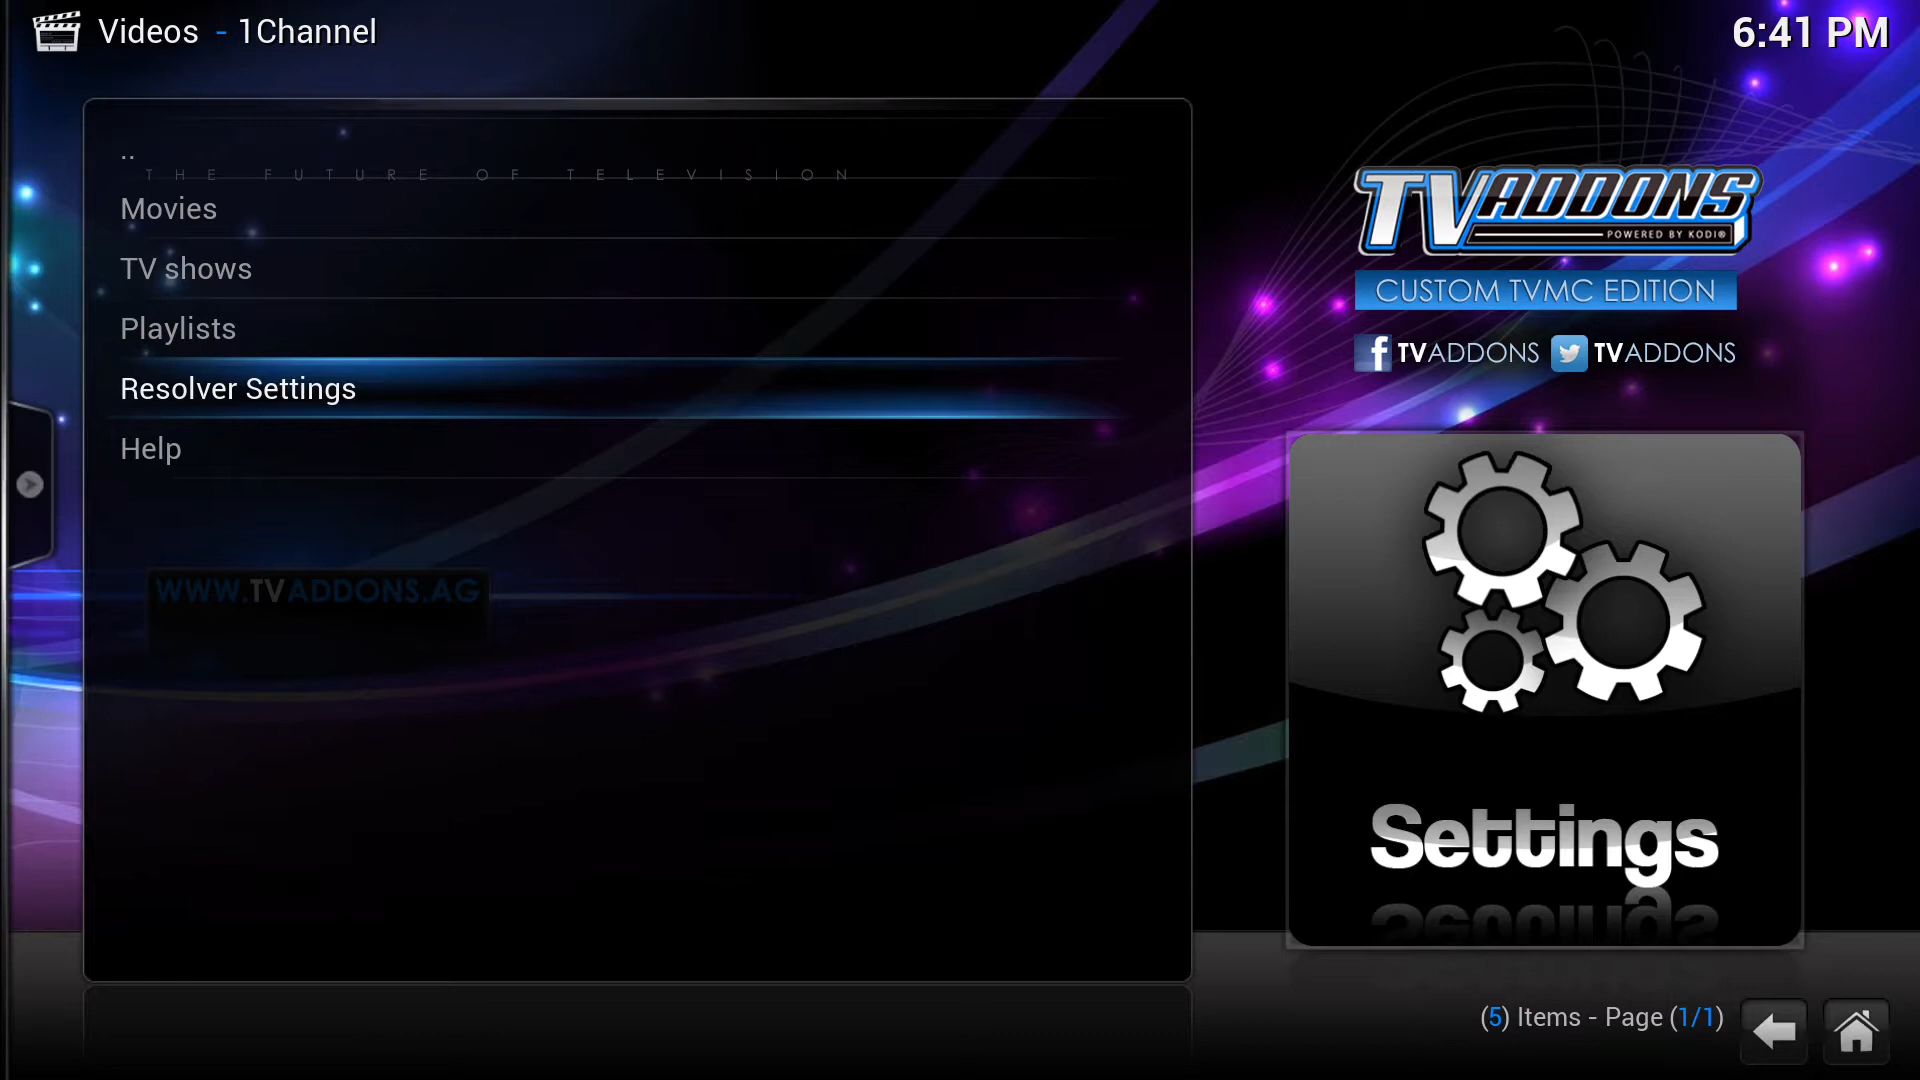 Videos - 1Channel
6:41 PM
..
THE FUTURE OF TELEVISION
Movies
TV shows
Playlists
Resolver Settings
Help
WWW.TVADDONS.AG
TVADDONS
POWERED BY KODI®
CUSTOM TVMC EDITION
f TVADDONS TVADDONS
Settings
(5) Items - Page (1/1)